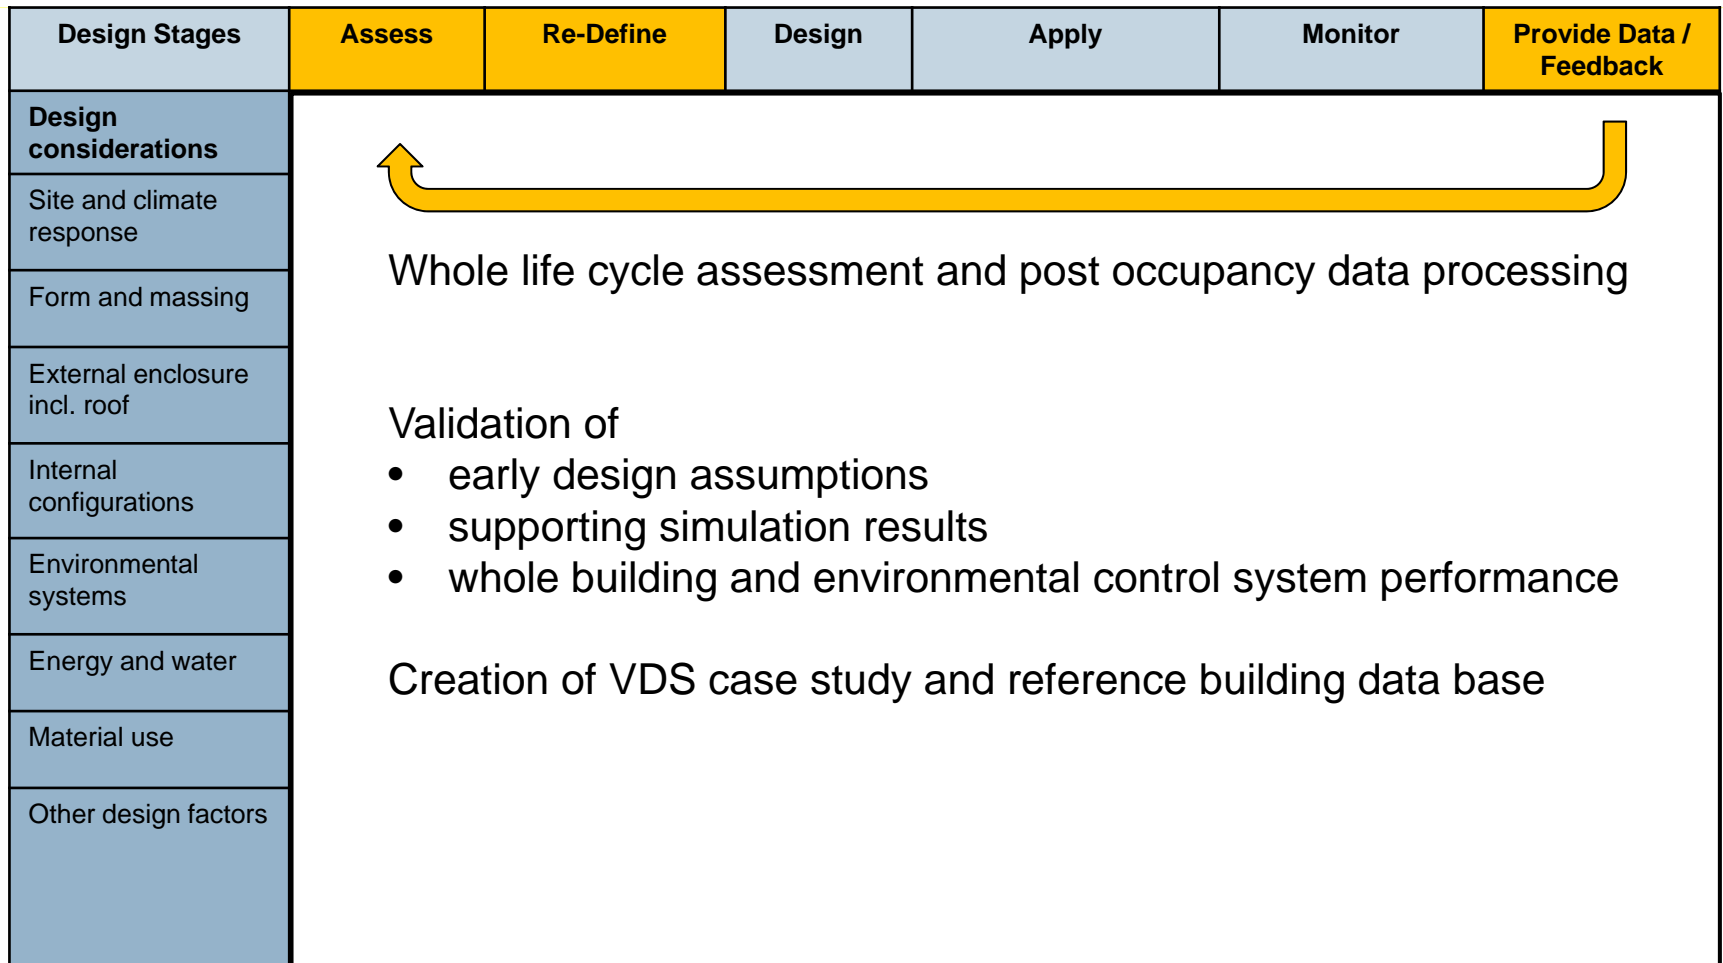 Design Stages
Assess
Re-Define
Design
Apply
Monitor
Provide Data /
Feedback
Design
considerations
Site and climate
response
Form and massing
External enclosure
incl. roof
Internal
configurations
Environmental
systems
Energy and water
Material use
Other design factors
Whole life cycle assessment and post occupancy data processing
Validation of
• early design assumptions
• supporting simulation results
• whole building and environmental control system performance
Creation of VDS case study and reference building data base